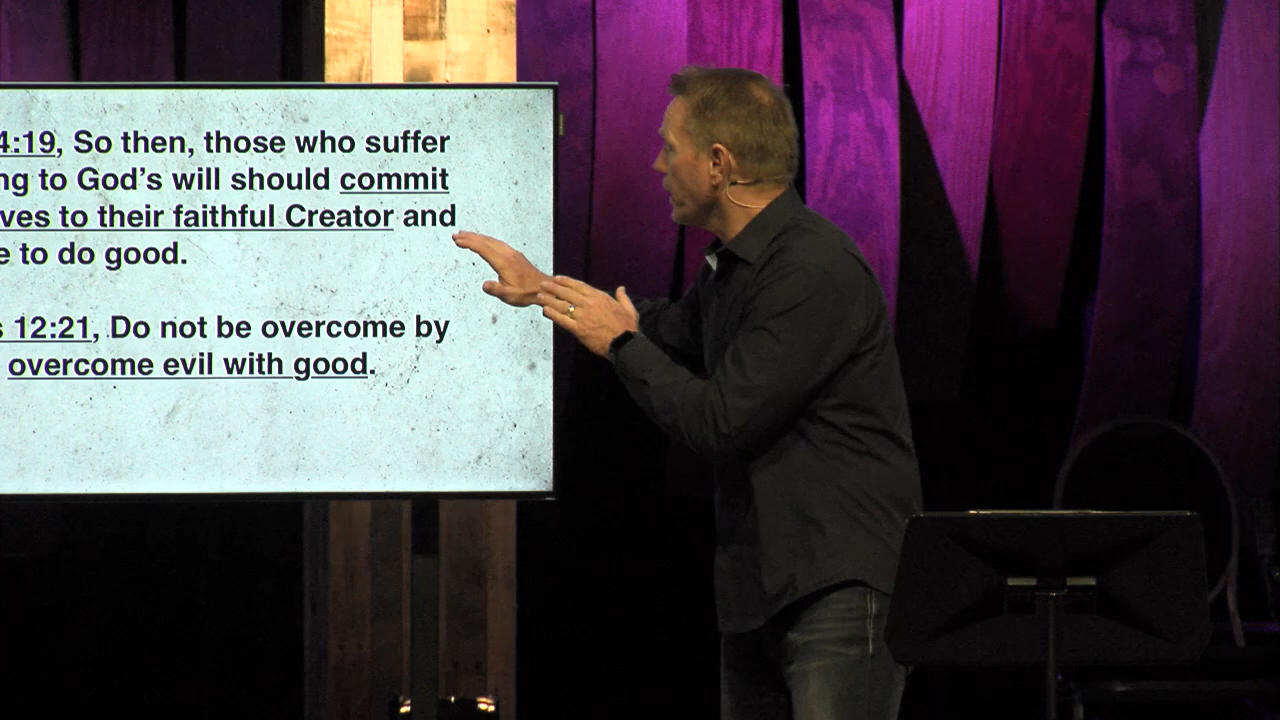 4:19, So then, those who suffer
ng to God's will should commit
ves to their faithful Creator and
e to do good.
s 12:21, Do not be overcome by
overcome evil with good.